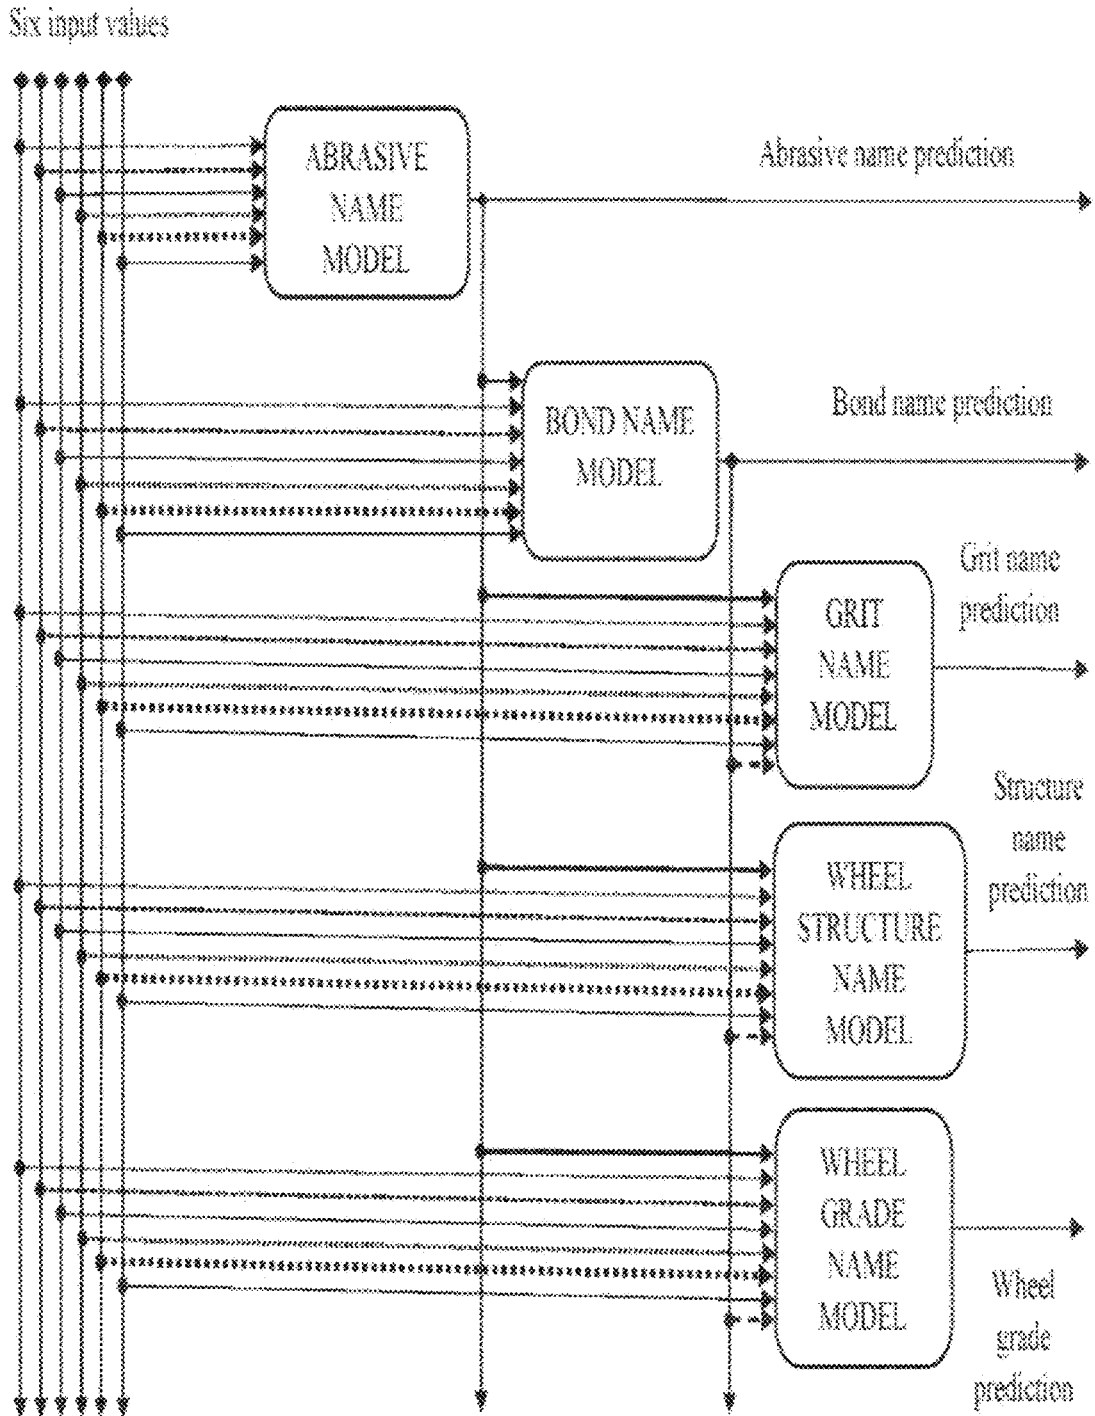 Six input values
ABRASIVE
NAME
MODEL
Abrasive name prediction
BOND NAME
MODEL
Bond name prediction
GRIT
NAME
MODEL
Grit name
prediction
WHEEL
STRUCTURE
NAME
MODEL
Structure
name
prediction
WHEEL
GRADE
NAME
MODEL
Wheel
grade
prediction